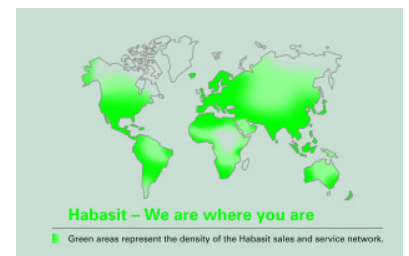 Habasit – We are where you are
Green areas represent the density of the Habasit sales and service network.